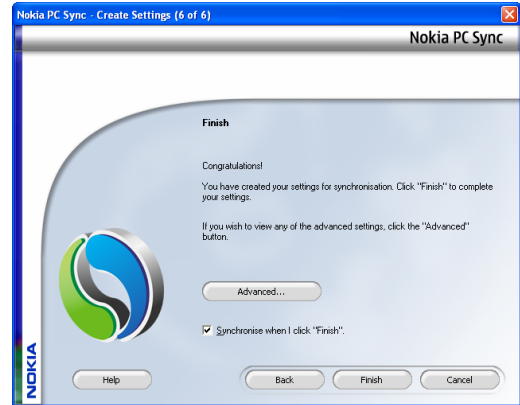 Nokia PC Sync - Create Settings (6 of 6)
Nokia PC Sync
Finish
Congratulations!
You have created your settings for synchronisation. Click "Finish" to complete
your settings.
If you wish to view any of the advanced settings, click the "Advanced"
button.
Advanced...
Synchronise when I click "Finish".
NOKIA
Help
Back
Finish
Cancel